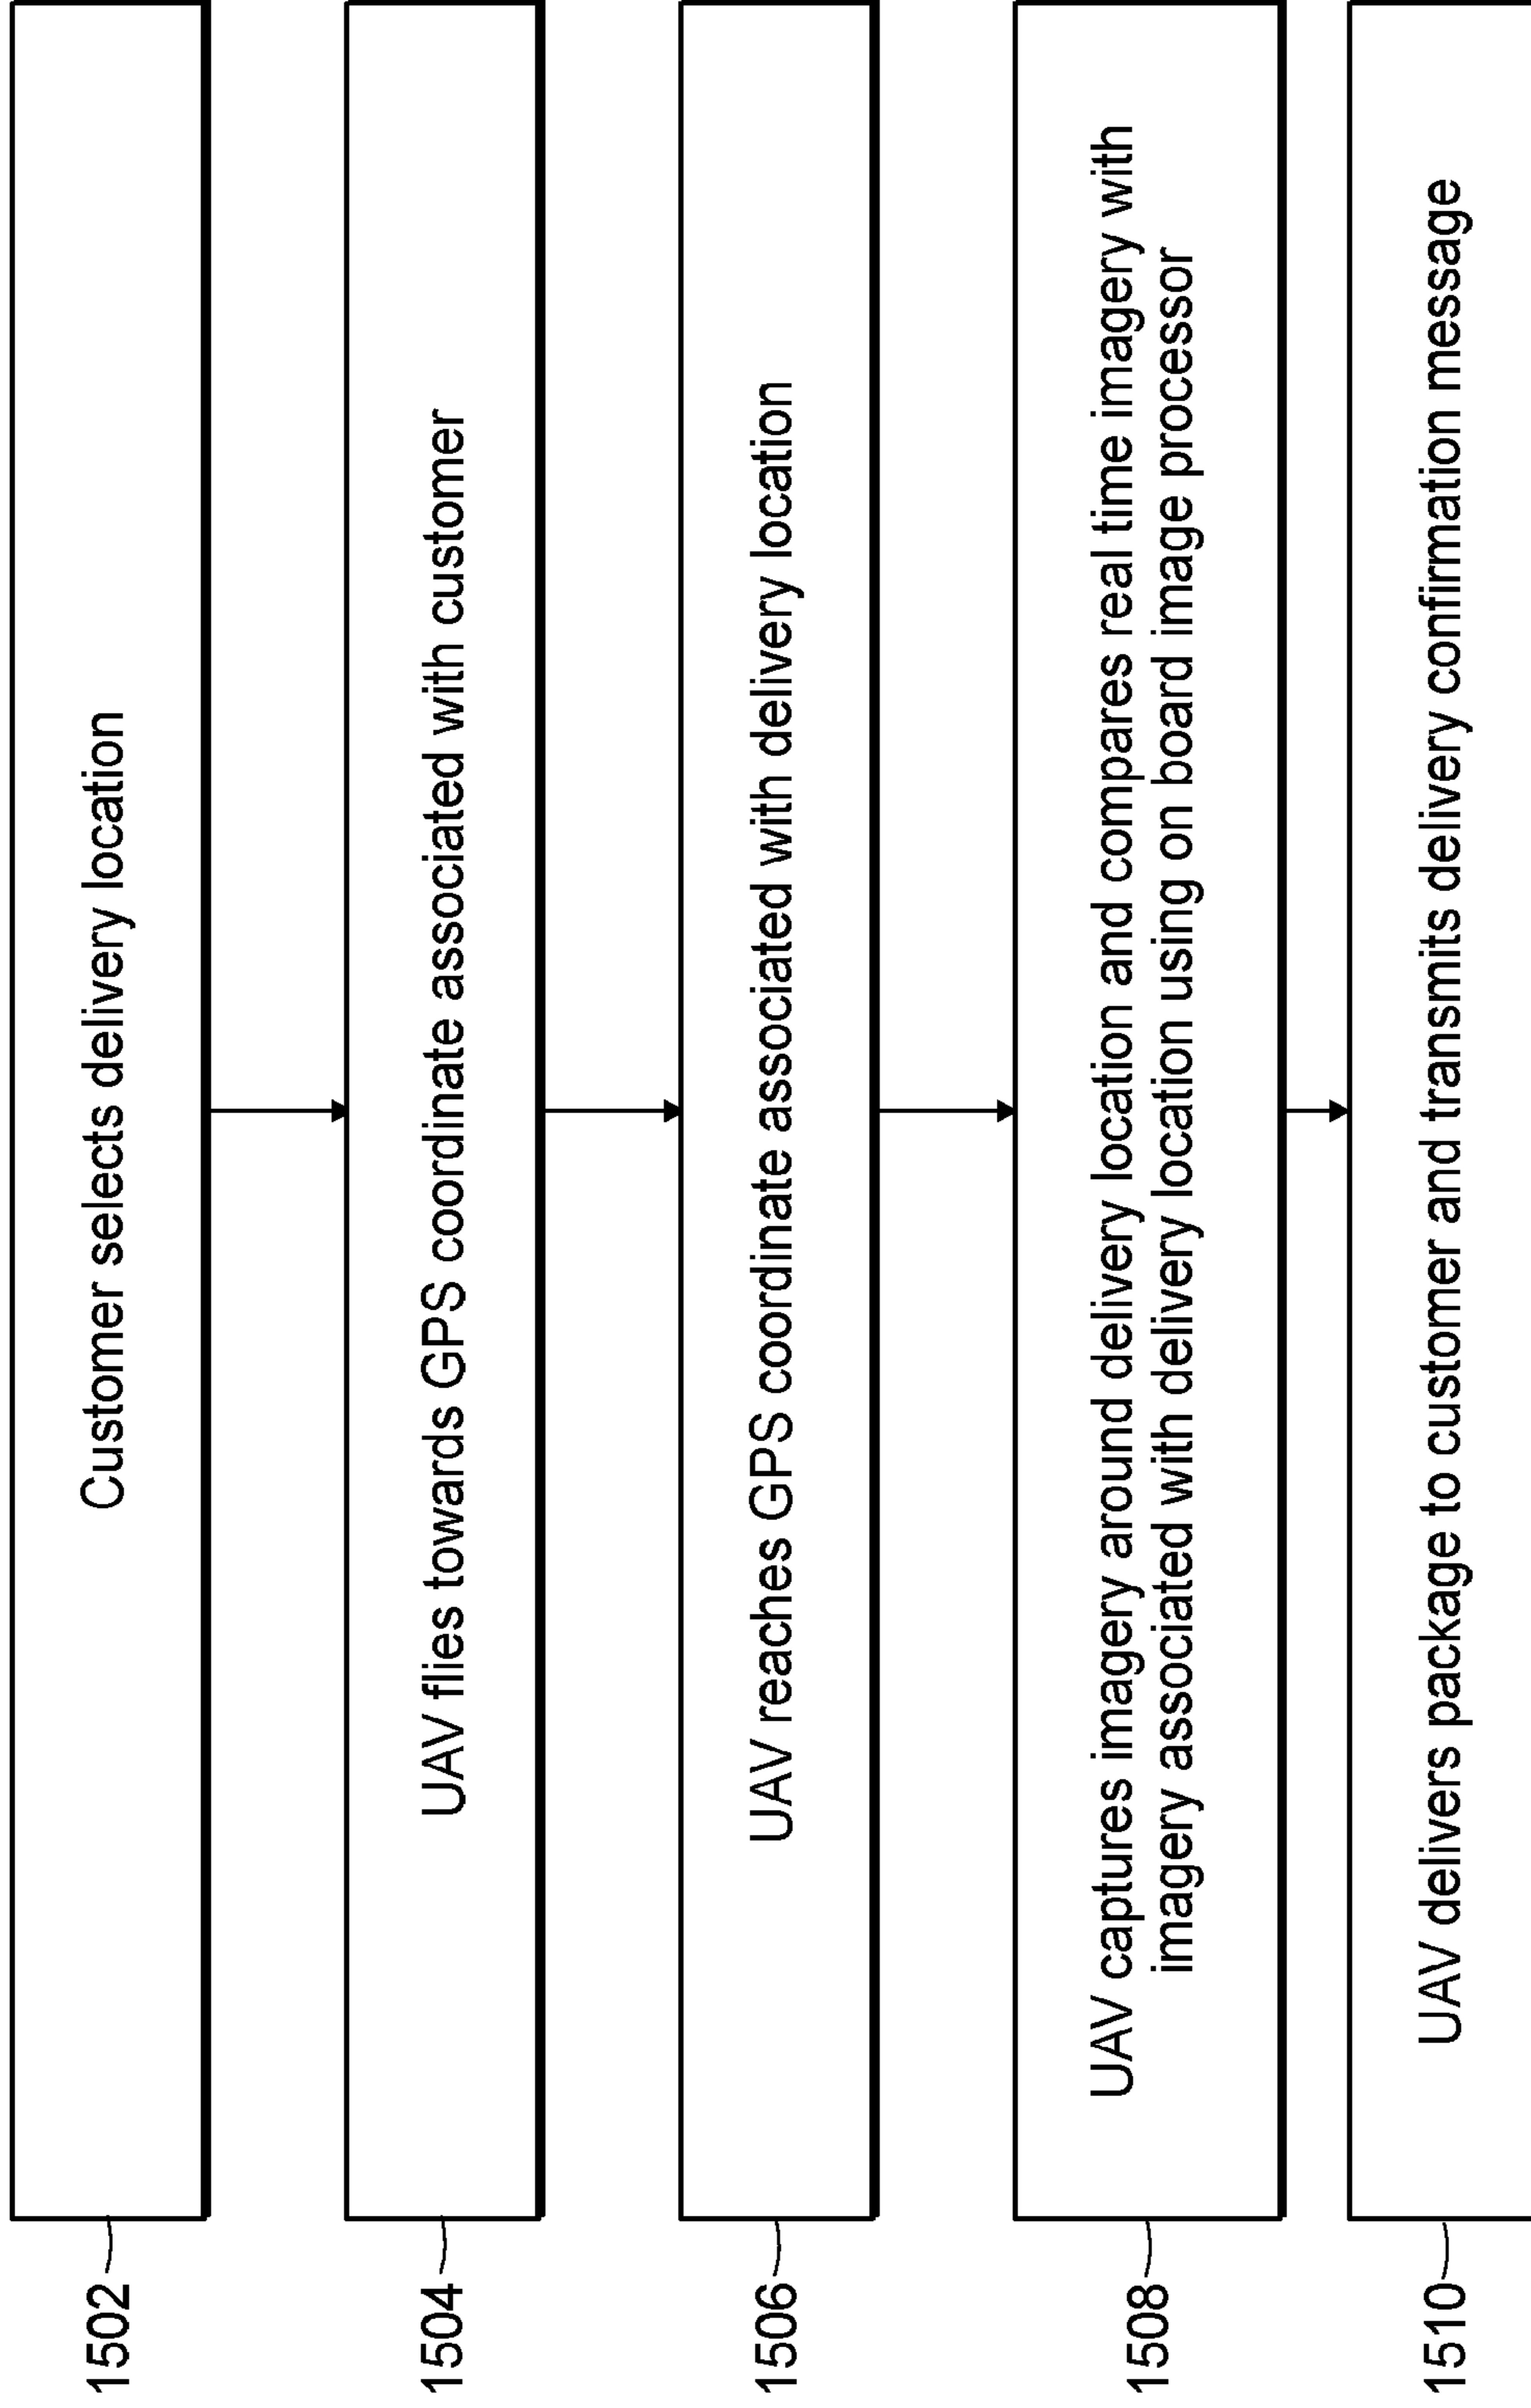 1502
Customer selects delivery location
1504
UAV flies towards GPS coordinate associated with customer
1506
UAV reaches GPS coordinate associated with delivery location
1508
UAV captures imagery around delivery location and compares real time imagery with
imagery associated with delivery location using on board image processor
1510
UAV delivers package to customer and transmits delivery confirmation message